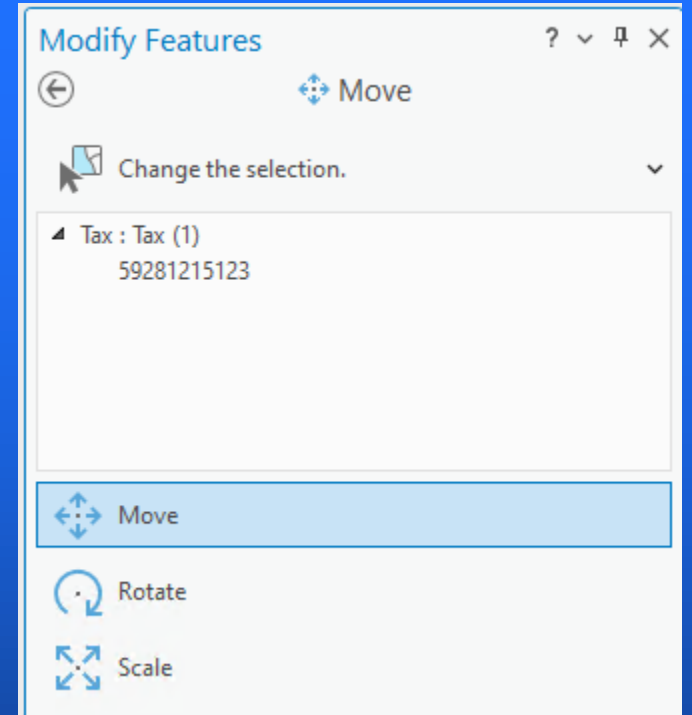 Modify Features ?
Move
Change the selection.
Tax : Tax (1)
59281215123
Move
Rotate
Scale